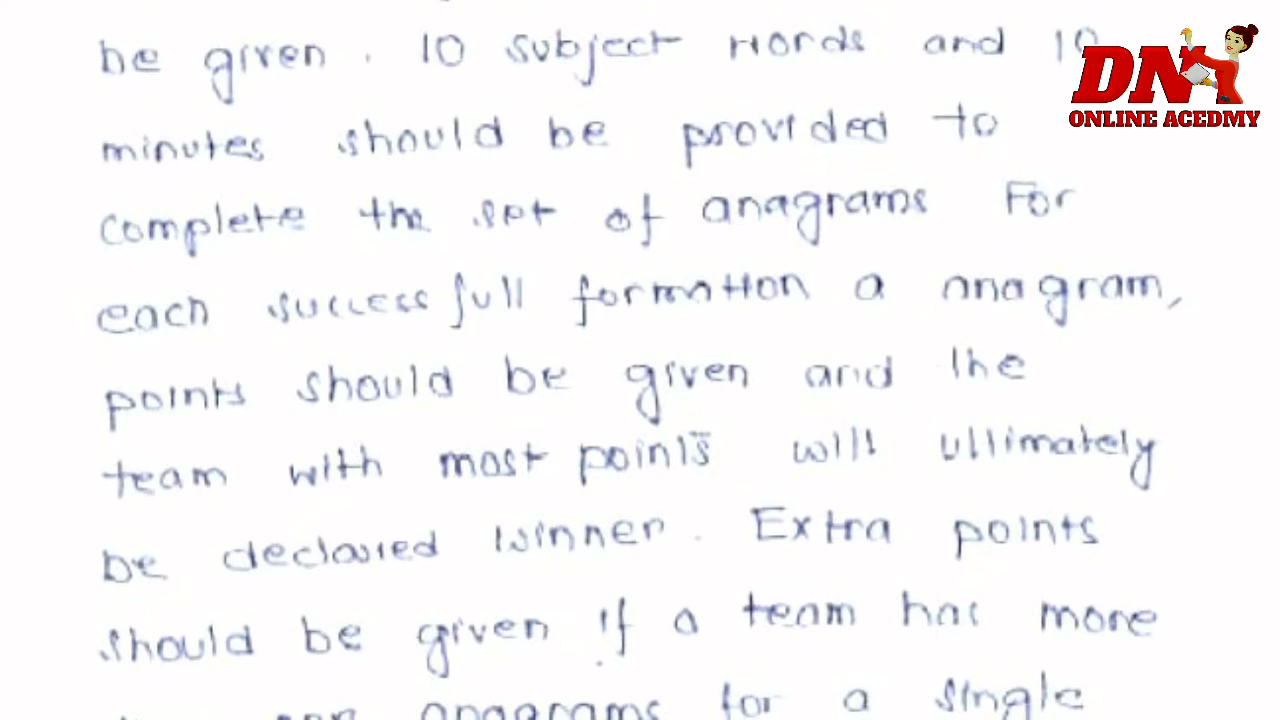 be given. 10 subject words and 10
minutes should be provided to
complete the set of anagrams For
each successfull formation a anagram,
points should be given and the
team with most points will ultimately
be declared winner. Extra points
should be given if a team has more
anagrams for a single
DN
ONLINE ACEDMY